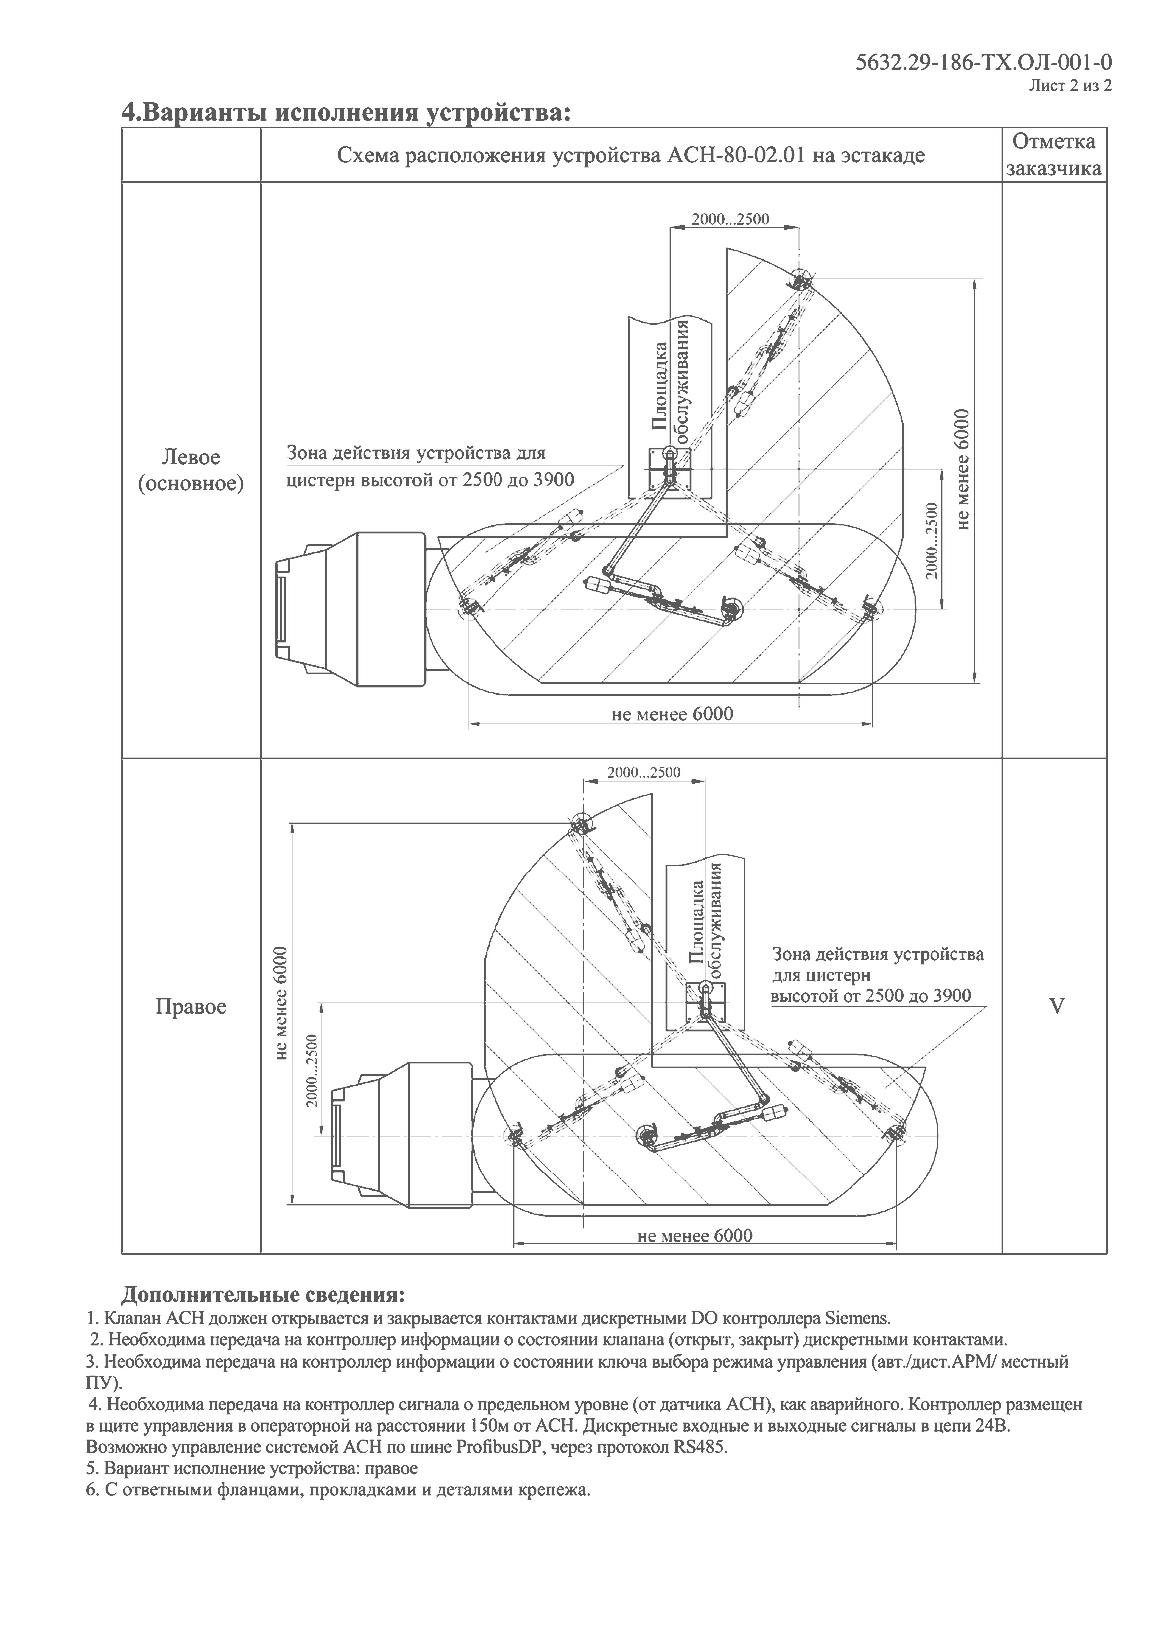 5632.29-186-ТХ.ОЛ-001-0
Лист 2 из 2
4.Варианты исполнения устройства:
Схема расположения устройства АСН-80-02.01 на эстакаде
Отметка
заказчика
Левое
(основное)
2000...2500
Площадка
обслуживания
Зона действия устройства для
цистерн высотой от 2500 до 3900
не менее 6000
2000...2500
не менее 6000
Правое
2000...2500
Площадка
обслуживания
не менее 6000
2000...2500
Зона действия устройства
для цистерн
высотой от 2500 до 3900
не менее 6000
V
Дополнительные сведения:
1. Клапан АСН должен открывается и закрывается контактами дискретными DO контроллера Siemens.
2. Необходима передача на контроллер информации о состоянии клапана (открыт, закрыт) дискретными контактами.
3. Необходима передача на контроллер информации о состоянии ключа выбора режима управления (авт./дист.АРМ/ местный
ПУ).
4. Необходима передача на контроллер сигнала о предельном уровне (от датчика АСН), как аварийного. Контроллер размещен
в щите управления в операторной на расстоянии 150м от АСН. Дискретные входные и выходные сигналы в цепи 24В.
Возможно управление системой АСН по шине ProfibusDP, через протокол RS485.
5. Вариант исполнение устройства: правое
6. С ответными фланцами, прокладками и деталями крепежа.